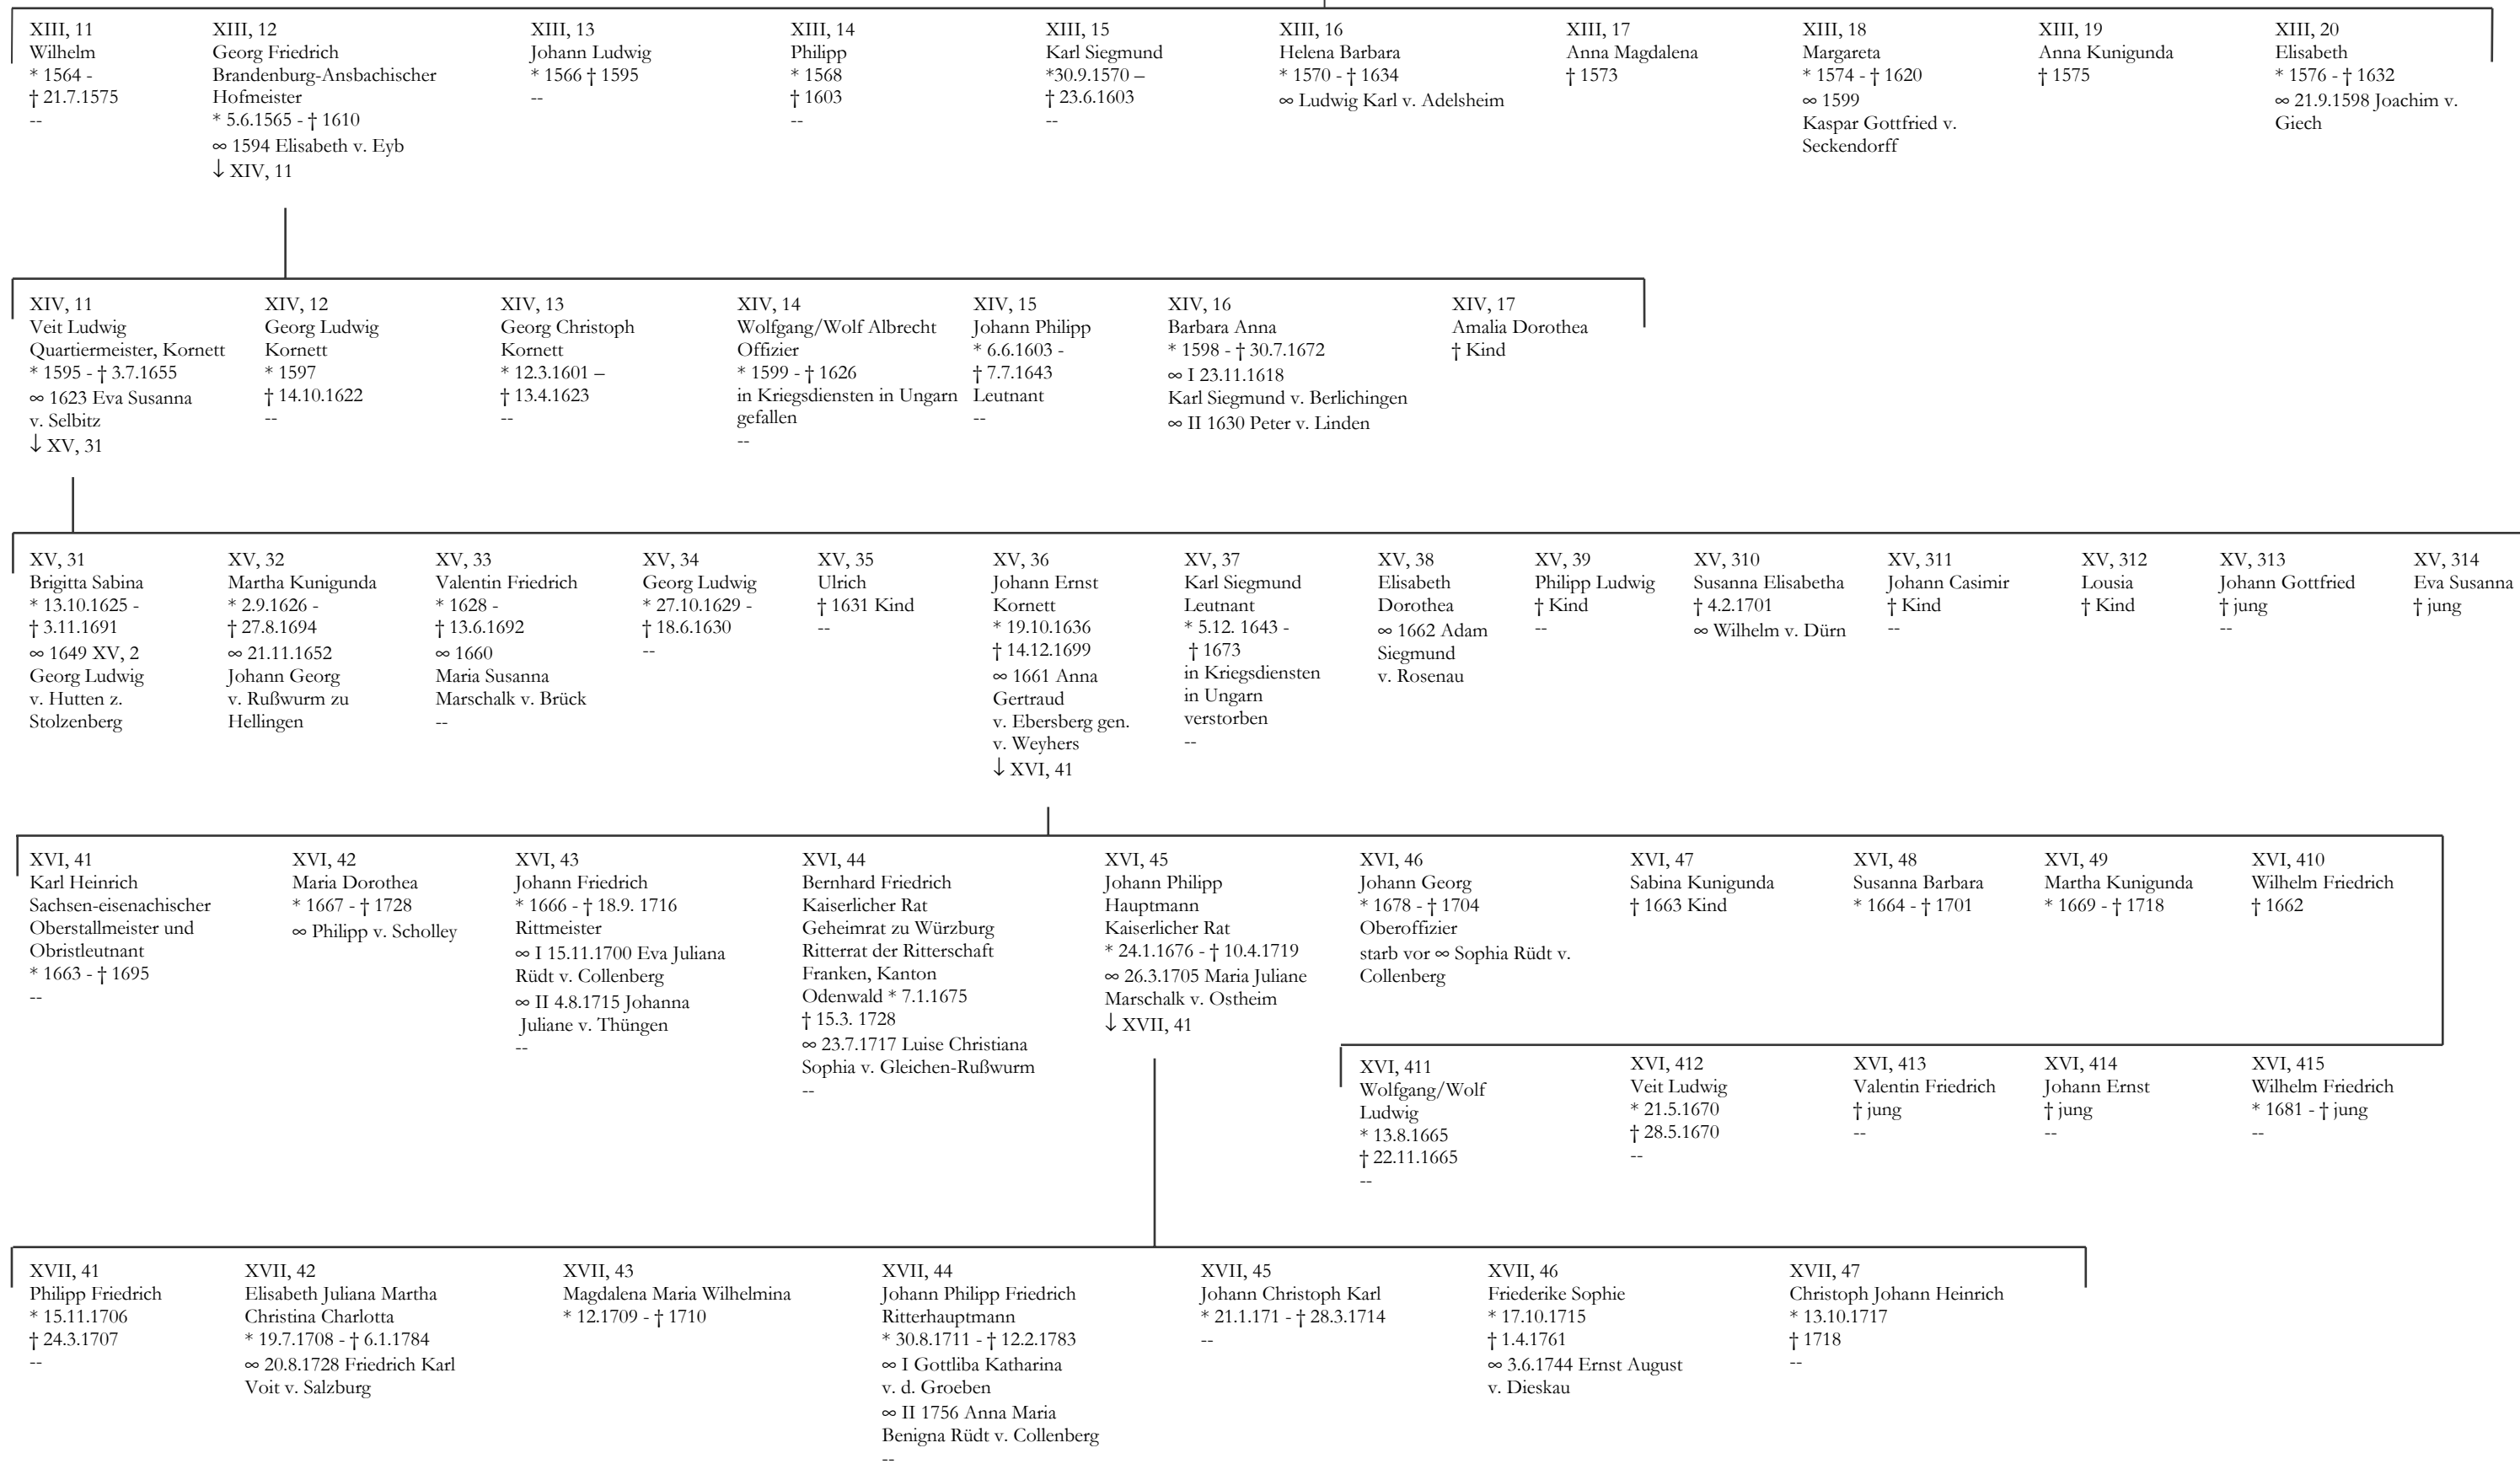 XIII, 11
Wilhelm
* 1564 -
† 21.7.1575
--
XIII, 12
Georg Friedrich
Brandenburg-Ansbachischer
Hofmeister
* 5.6.1565 - † 1610
∞ 1594 Elisabeth v. Eyb
↓ XIV, 11
XIII, 13
Johann Ludwig
* 1566 † 1595
--
XIII, 14
Philipp
* 1568
† 1603
--
XIII, 15
Karl Siegmund
*30.9.1570 –
† 23.6.1603
--
XIII, 16
Helena Barbara
* 1570 - † 1634
∞ Ludwig Karl v. Adelsheim
XIII, 17
Anna Magdalena
† 1573
XIII, 18
Margareta
* 1574 - † 1620
∞ 1599
Kaspar Gottfried v.
Seckendorff
XIII, 19
Anna Kunigunda
† 1575
XIII, 20
Elisabeth
* 1576 - † 1632
∞ 21.9.1598 Joachim v.
Giech
XIV, 11
Veit Ludwig
Quartiermeister, Kornett
* 1595 - † 3.7.1655
∞ 1623 Eva Susanna
v. Selbitz
↓ XV, 31
XIV, 12
Georg Ludwig
Kornett
* 1597
† 14.10.1622
--
XIV, 13
Georg Christoph
Kornett
* 12.3.1601 –
† 13.4.1623
--
XIV, 14
Wolfgang/Wolf Albrecht
Offizier
* 1599 - † 1626
in Kriegsdiensten in Ungarn
gefallen
--
XIV, 15
Johann Philipp
* 6.6.1603 -
† 7.7.1643
Leutnant
--
XIV, 16
Barbara Anna
* 1598 - † 30.7.1672
∞ I 23.11.1618
Karl Siegmund v. Berlichingen
∞ II 1630 Peter v. Linden
XIV, 17
Amalia Dorothea
† Kind
XV, 31
Brigitta Sabina
* 13.10.1625 -
† 3.11.1691
∞ 1649 XV, 2
Georg Ludwig
v. Hutten z.
Stolzenberg
XV, 32
Martha Kunigunda
* 2.9.1626 -
† 27.8.1694
∞ 21.11.1652
Johann Georg
v. Rußwurm zu
Hellingen
XV, 33
Valentin Friedrich
* 1628 -
† 13.6.1692
∞ 1660
Maria Susanna
Marschalk v. Brück
--
XV, 34
Georg Ludwig
* 27.10.1629 -
† 18.6.1630
--
XV, 35
Ulrich
† 1631 Kind
--
XV, 36
Johann Ernst
Kornett
* 19.10.1636
† 14.12.1699
∞ 1661 Anna
Gertraud
v. Ebersberg gen.
v. Weyhers
↓ XVI, 41
XV, 37
Karl Siegmund
Leutnant
* 5.12. 1643 -
† 1673
in Kriegsdiensten
in Ungarn
verstorben
--
XV, 38
Elisabeth
Dorothea
∞ 1662 Adam
Siegmund
v. Rosenau
XV, 39
Philipp Ludwig
† Kind
--
XV, 310
Susanna Elisabetha
† 4.2.1701
∞ Wilhelm v. Dürn
XV, 311
Johann Casimir
† Kind
--
XV, 312
Lousia
† Kind
XV, 313
Johann Gottfried
† jung
--
XV, 314
Eva Susanna
† jung
XVI, 41
Karl Heinrich
Sachsen-eisenachischer
Oberstallmeister und
Obristleutnant
* 1663 - † 1695
--
XVI, 42
Maria Dorothea
* 1667 - † 1728
∞ Philipp v. Scholley
XVI, 43
Johann Friedrich
* 1666 - † 18.9. 1716
Rittmeister
∞ I 15.11.1700 Eva Juliana
Rüdt v. Collenberg
∞ II 4.8.1715 Johanna
Juliane v. Thüngen
--
XVI, 44
Bernhard Friedrich
Kaiserlicher Rat
Geheimrat zu Würzburg
Ritterrat der Ritterschaft
Franken, Kanton
Odenwald * 7.1.1675
† 15.3. 1728
∞ 23.7.1717 Luise Christiana
Sophia v. Gleichen-Rußwurm
--
XVI, 45
Johann Philipp
Hauptmann
Kaiserlicher Rat
* 24.1.1676 - † 10.4.1719
∞ 26.3.1705 Maria Juliane
Marschalk v. Ostheim
↓ XVII, 41
XVI, 46
Johann Georg
* 1678 - † 1704
Oberoffizier
starb vor ∞ Sophia Rüdt v.
Collenberg
XVI, 47
Sabina Kunigunda
† 1663 Kind
XVI, 48
Susanna Barbara
* 1664 - † 1701
XVI, 49
Martha Kunigunda
* 1669 - † 1718
XVI, 410
Wilhelm Friedrich
† 1662
XVI, 411
Wolfgang/Wolf
Ludwig
* 13.8.1665
† 22.11.1665
--
XVI, 412
Veit Ludwig
* 21.5.1670
† 28.5.1670
--
XVI, 413
Valentin Friedrich
† jung
--
XVI, 414
Johann Ernst
† jung
--
XVI, 415
Wilhelm Friedrich
* 1681 - † jung
--
XVII, 41
Philipp Friedrich
* 15.11.1706
† 24.3.1707
--
XVII, 42
Elisabeth Juliana Martha
Christina Charlotta
* 19.7.1708 - † 6.1.1784
∞ 20.8.1728 Friedrich Karl
Voit v. Salzburg
XVII, 43
Magdalena Maria Wilhelmina
* 12.1709 - † 1710
XVII, 44
Johann Philipp Friedrich
Ritterhauptmann
* 30.8.1711 - † 12.2.1783
∞ I Gottliba Katharina
v. d. Groeben
∞ II 1756 Anna Maria
Benigna Rüdt v. Collenberg
--
XVII, 45
Johann Christoph Karl
* 21.1.171 - † 28.3.1714
--
XVII, 46
Friederike Sophie
* 17.10.1715
† 1.4.1761
∞ 3.6.1744 Ernst August
v. Dieskau
XVII, 47
Christoph Johann Heinrich
* 13.10.1717
† 1718
--